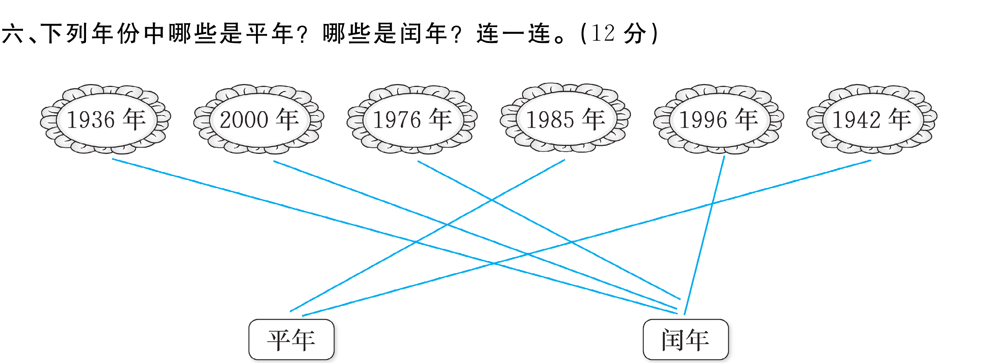 六、下列年份中哪些是平年？哪些是闰年？连一连。(12 分)
1936 年 2000 年 1976 年 1985 年 1996 年 1942 年
平年 闰年